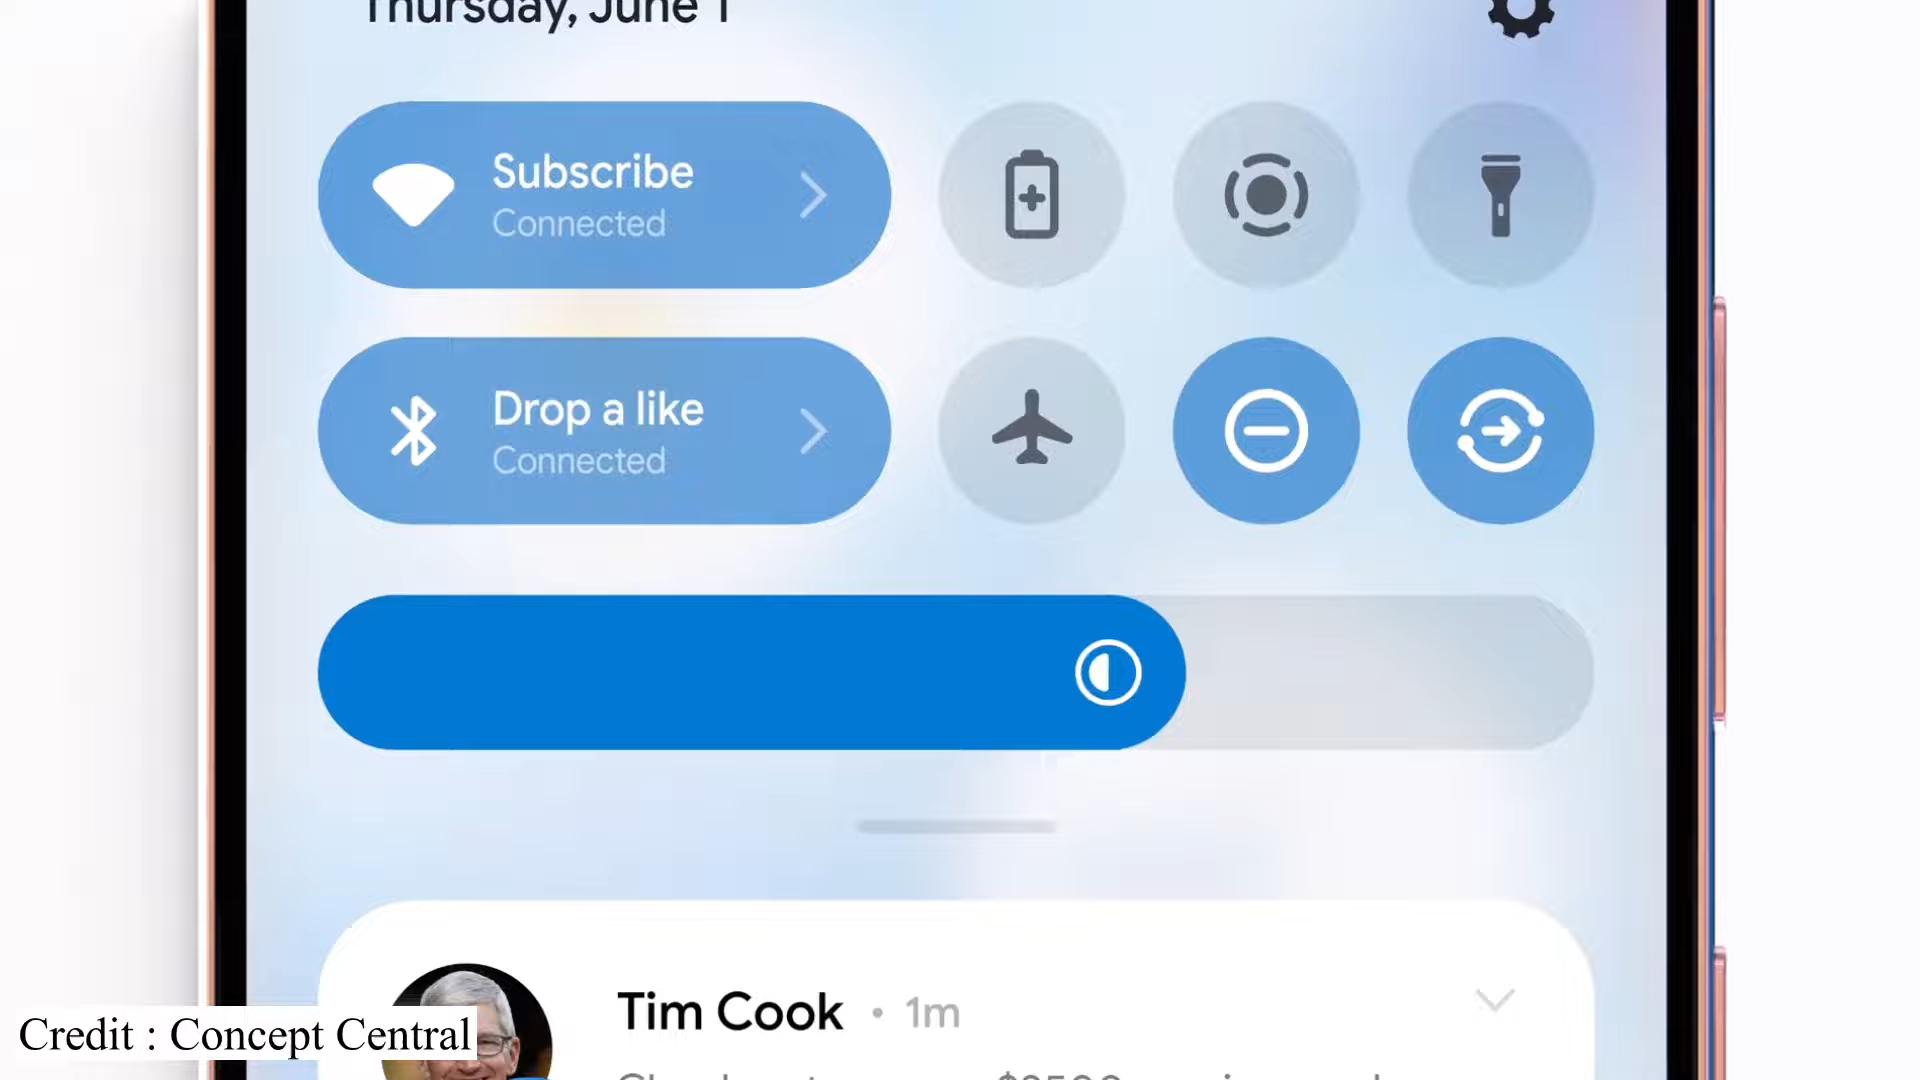 Thursday, June 1
Subscribe
Connected
Drop a like
Connected
Tim Cook • 1m
Credit : Concept Central